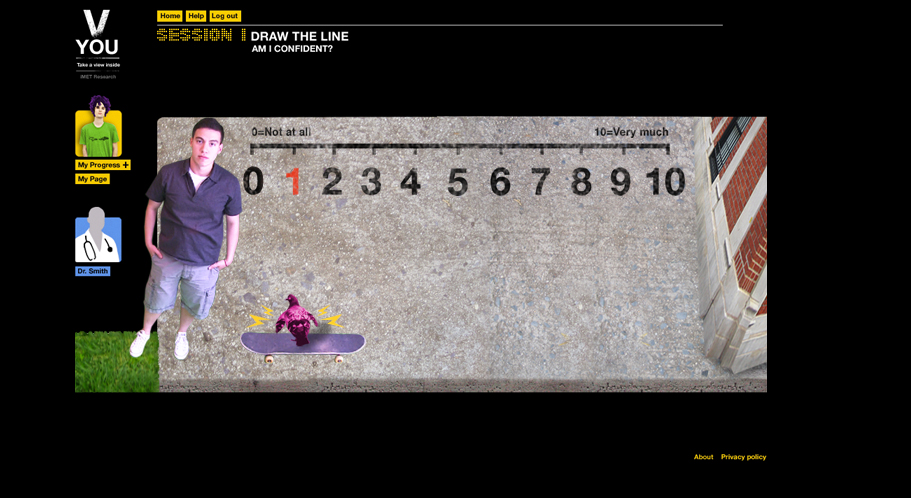 V
YOU
Take a view inside
iMET Research
Home Help Log out
SESSION 1 DRAW THE LINE
AM I CONFIDENT?
My Progress +
My Page
Dr. Smith
0=Not at all 10=Very much
0 1 2 3 4 5 6 7 8 9 10
About Privacy policy